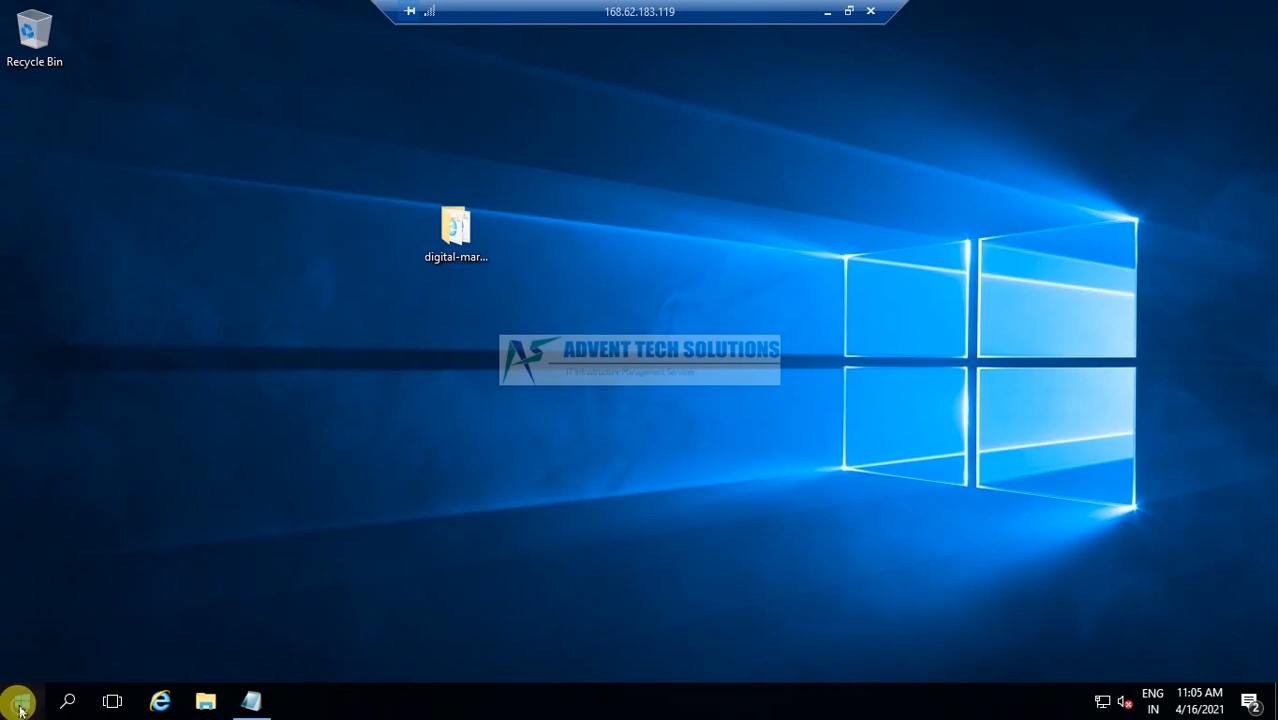 168.62.183.119
Recycle Bin
digital-mar...
ADVENT TECH SOLUTIONS
IT Infrastructure Management Services
ENG
IN
11:05 AM
4/16/2021
2